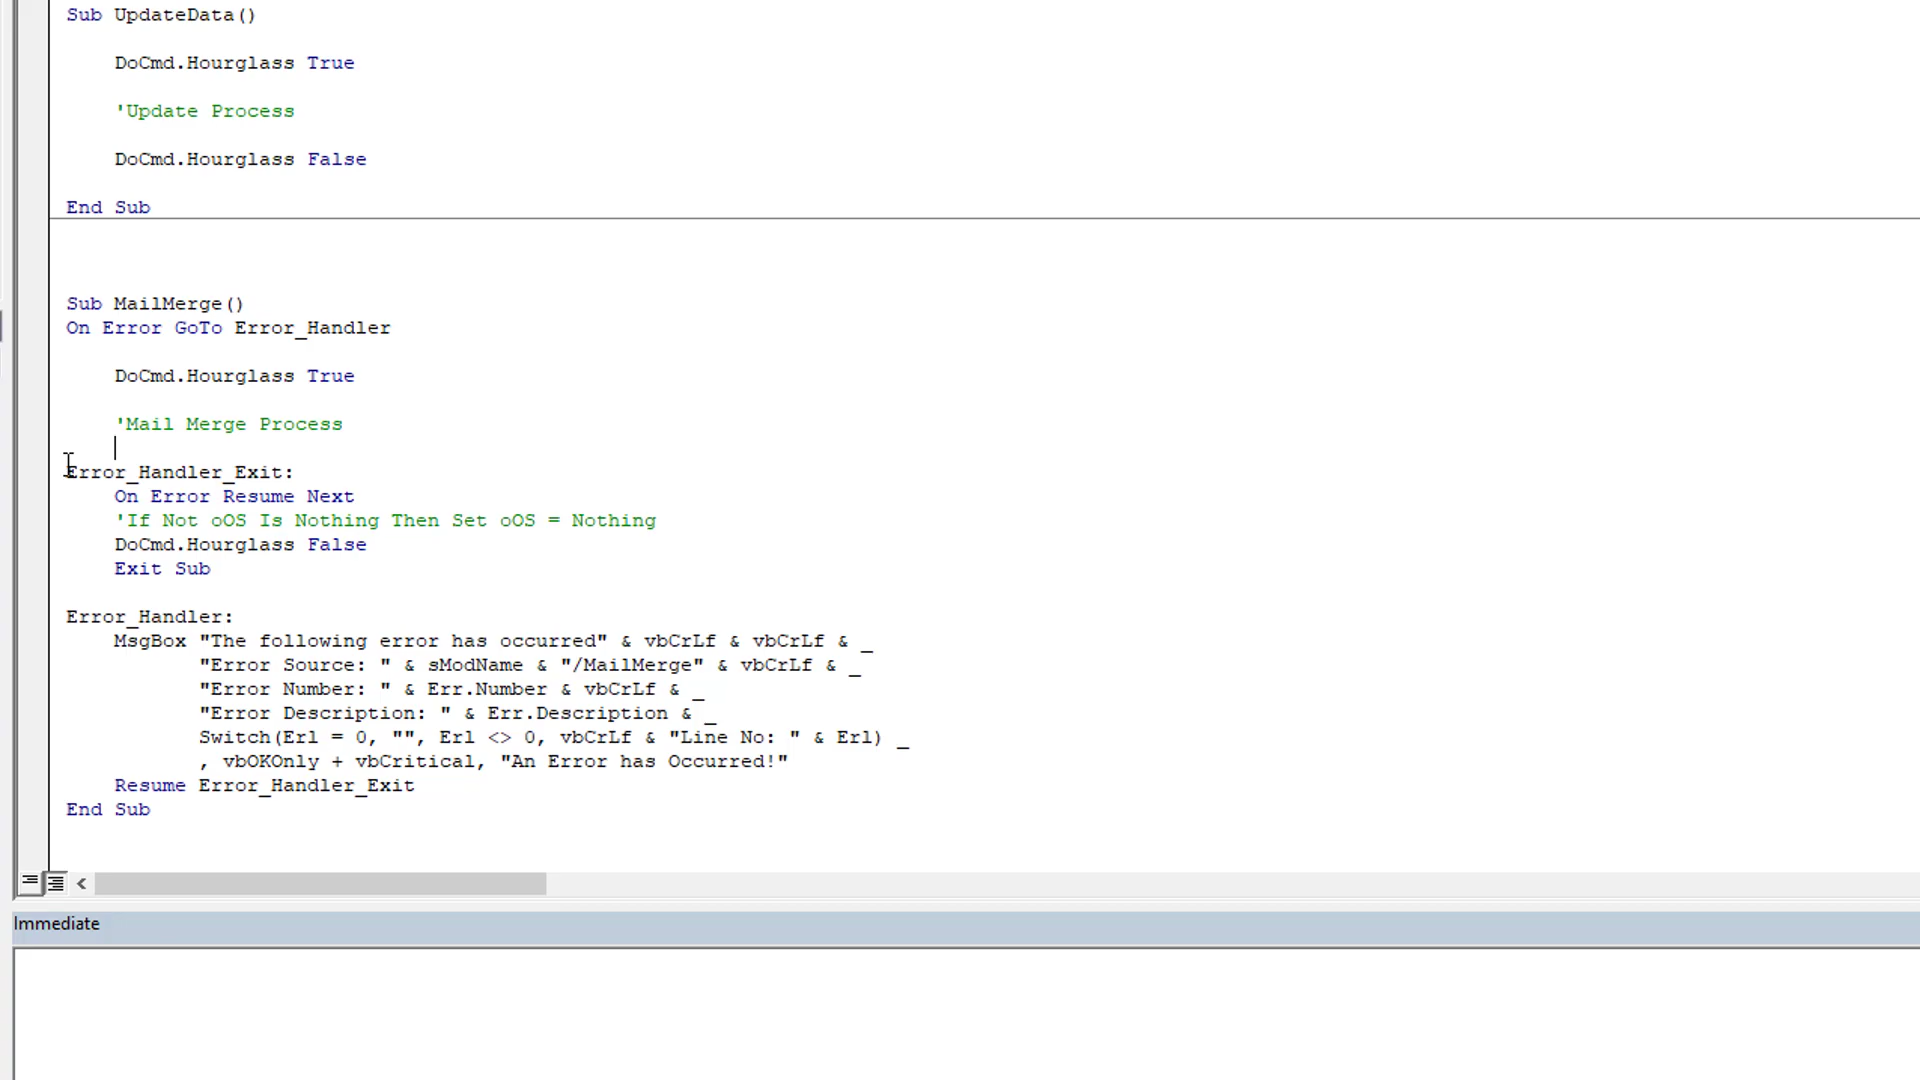 Sub UpdateData()
DoCmd.Hourglass True
'Update Process
DoCmd.Hourglass False
End Sub
Sub MailMerge()
On Error GoTo Error_Handler
DoCmd.Hourglass True
'Mail Merge Process
Error_Handler_Exit:
On Error Resume Next
'If Not oOS Is Nothing Then Set oOS = Nothing
DoCmd.Hourglass False
Exit Sub
Error_Handler:
MsgBox "The following error has occurred" & vbCrLf & vbCrLf & _
"Error Source: " & sModName & "/MailMerge" & vbCrLf & _
"Error Number: " & Err.Number & vbCrLf & _
"Error Description: " & Err.Description & _
Switch(Erl = 0, "", Erl <> 0, vbCrLf & "Line No: " & Erl) _
, vbOKOnly + vbCritical, "An Error has Occurred!"
Resume Error_Handler_Exit
End Sub
Immediate